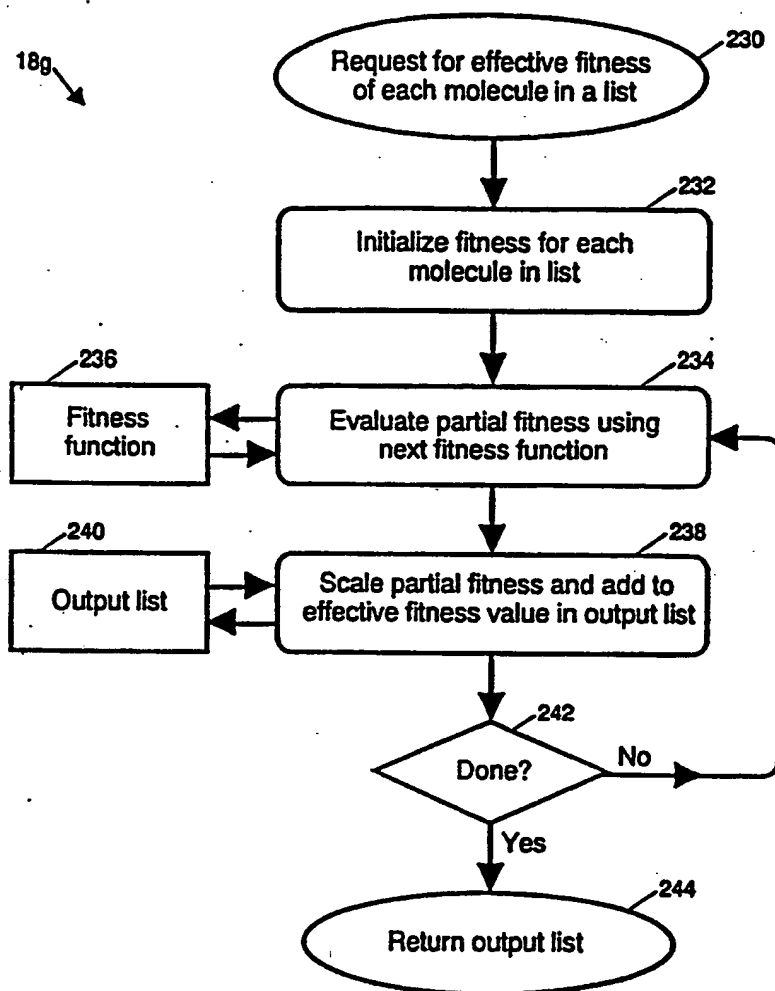 18g
230
Request for effective fitness
of each molecule in a list
232
Initialize fitness for each
molecule in list
236
234
Fitness
function
Evaluate partial fitness using
next fitness function
240
238
Output list
Scale partial fitness and add to
effective fitness value in output list
242
Done?
No
Yes
244
Return output list